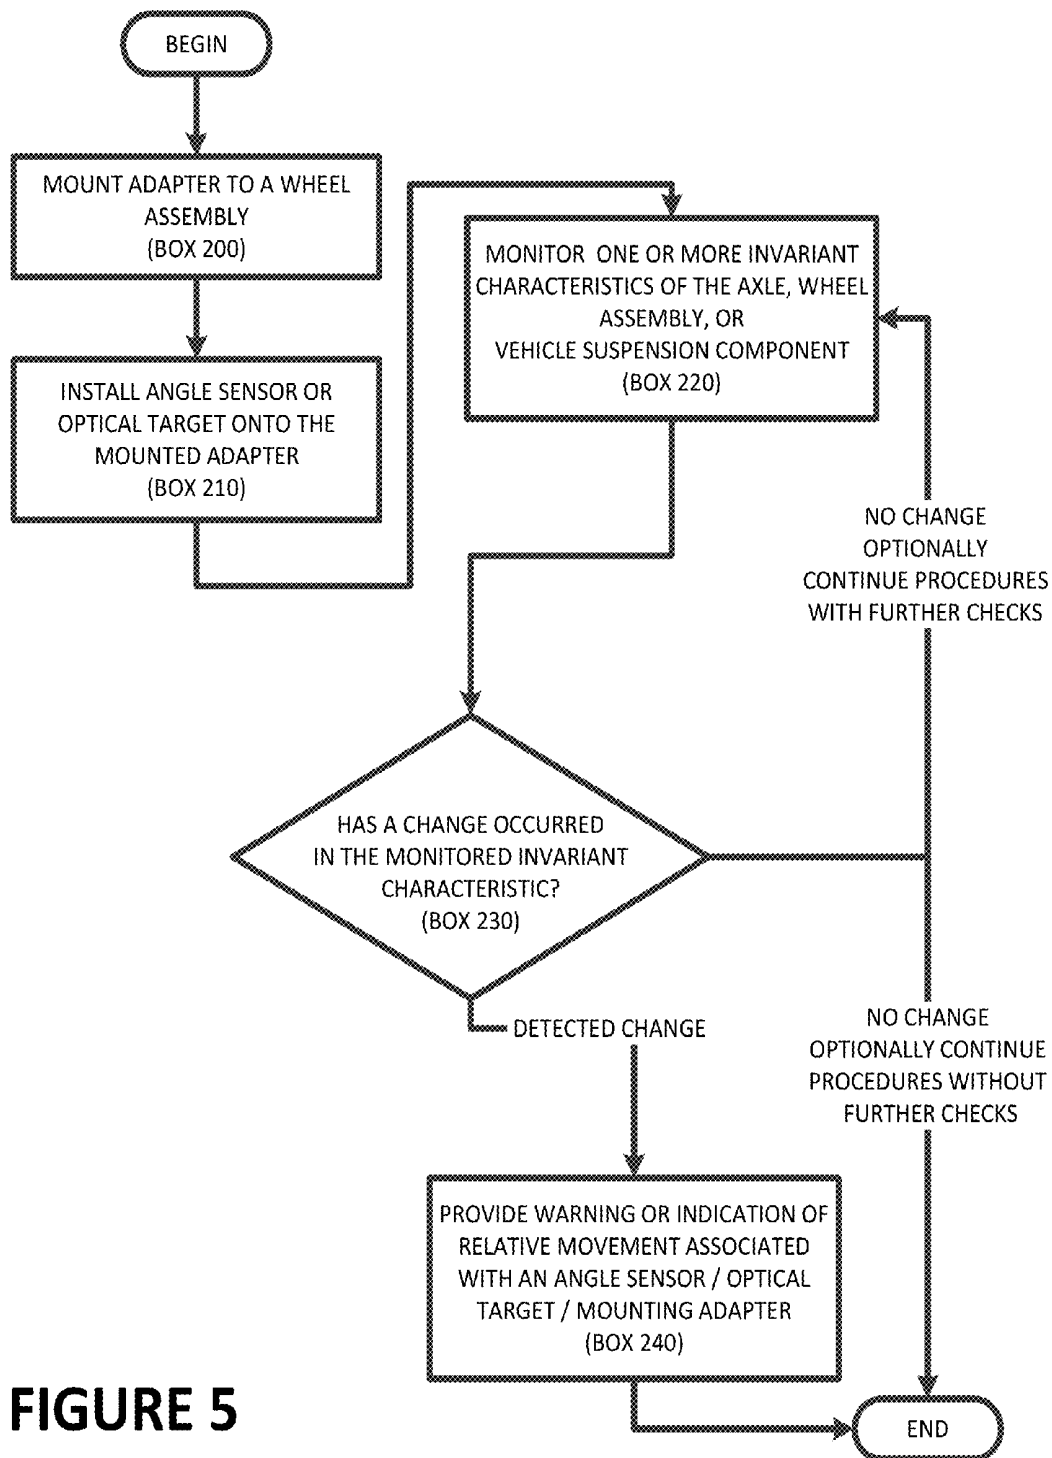 BEGIN
MOUNT ADAPTER TO A WHEEL
ASSEMBLY
(BOX 200)
INSTALL ANGLE SENSOR OR
OPTICAL TARGET ONTO THE
MOUNTED ADAPTER
(BOX 210)
MONITOR ONE OR MORE INVARIANT
CHARACTERISTICS OF THE AXLE, WHEEL
ASSEMBLY, OR
VEHICLE SUSPENSION COMPONENT
(BOX 220)
NO CHANGE
OPTIONALLY
CONTINUE PROCEDURES
WITH FURTHER CHECKS
HAS A CHANGE OCCURRED
IN THE MONITORED INVARIANT
CHARACTERISTIC?
(BOX 230)
DETECTED CHANGE
NO CHANGE
OPTIONALLY CONTINUE
PROCEDURES WITHOUT
FURTHER CHECKS
PROVIDE WARNING OR INDICATION OF
RELATIVE MOVEMENT ASSOCIATED
WITH AN ANGLE SENSOR / OPTICAL
TARGET / MOUNTING ADAPTER
(BOX 240)
END
FIGURE 5